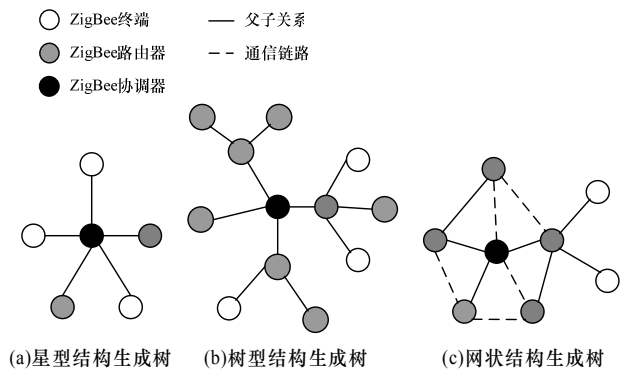 ZigBee终端
父子关系
ZigBee路由器
通信链路
ZigBee协调器
(a)星型结构生成树
(b)树型结构生成树
(c)网状结构生成树